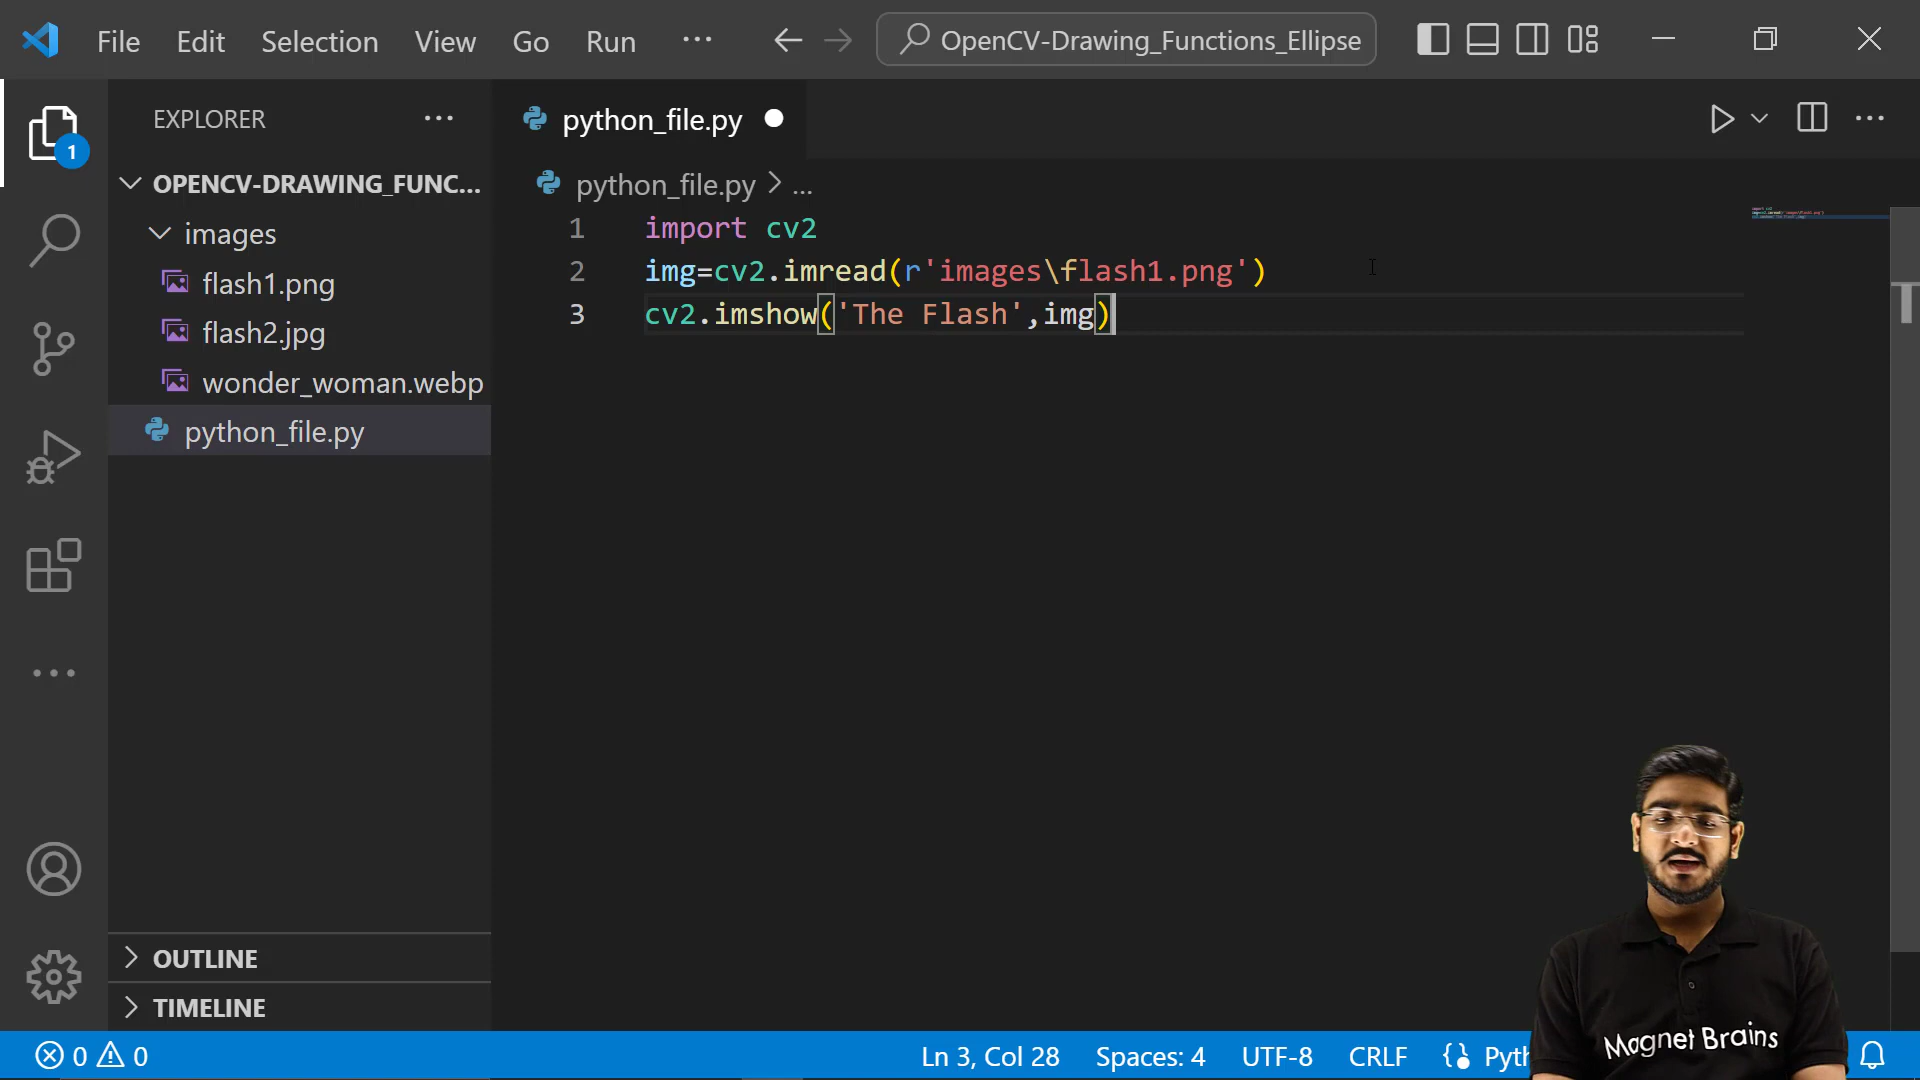 File Edit Selection View Go Run ... OpenCV-Drawing_Functions_Ellipse
EXPLORER ...
1
OPENCV-DRAWING_FUNC...
images
flash1.png
flash2.jpg
wonder_woman.webp
python_file.py
OUTLINE
TIMELINE
python_file.py
python_file.py > ...
1 import cv2
2 img=cv2.imread(r'images\flash1.png')
3 cv2.imshow('The Flash',img)
Magnet Brains
0 0 Ln 3, Col 28 Spaces: 4 UTF-8 CRLF {} Pyth